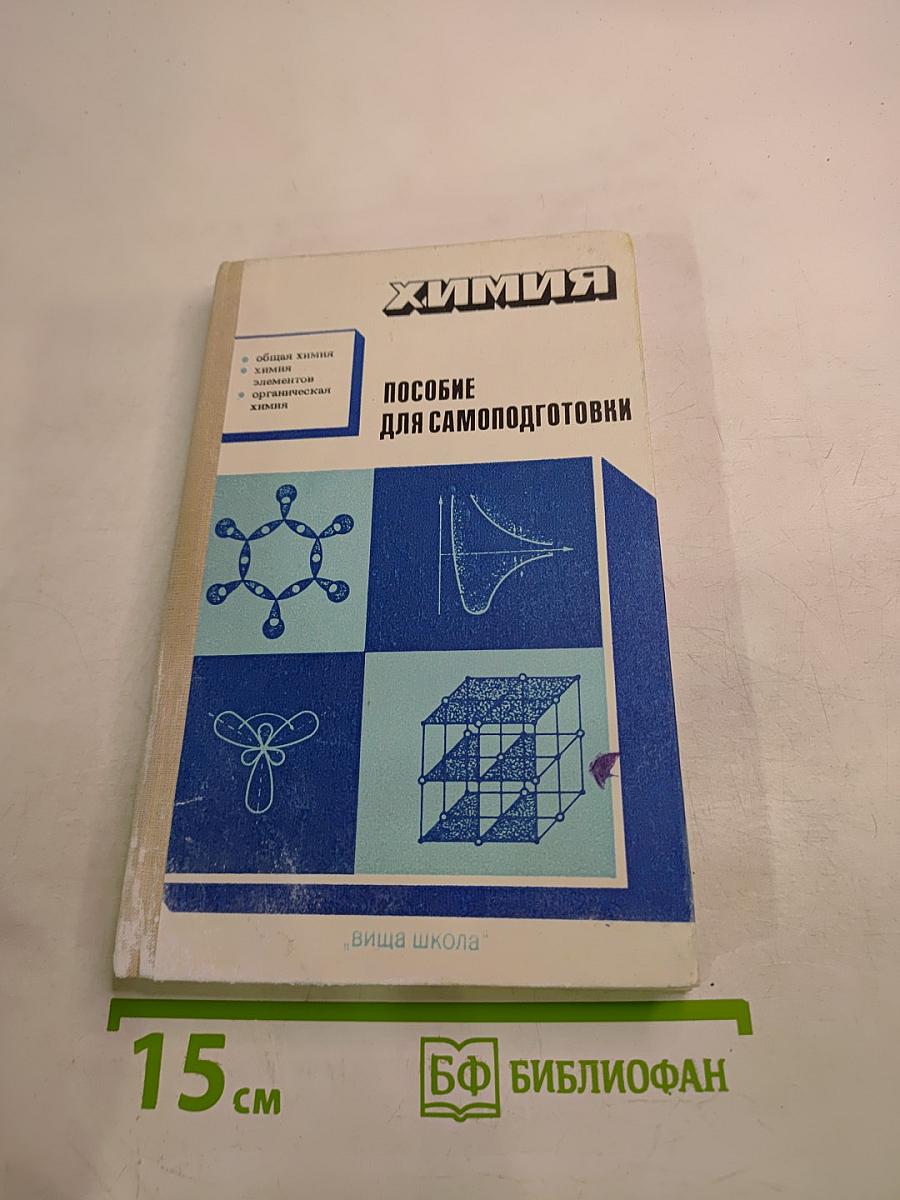 ХИМИЯ
• общая химия
• химия
элементов
• органическая
химия
ПОСОБИЕ
ДЛЯ САМОПОДГОТОВКИ
„вища школа“
15 см
БФ БИБЛИОФАН